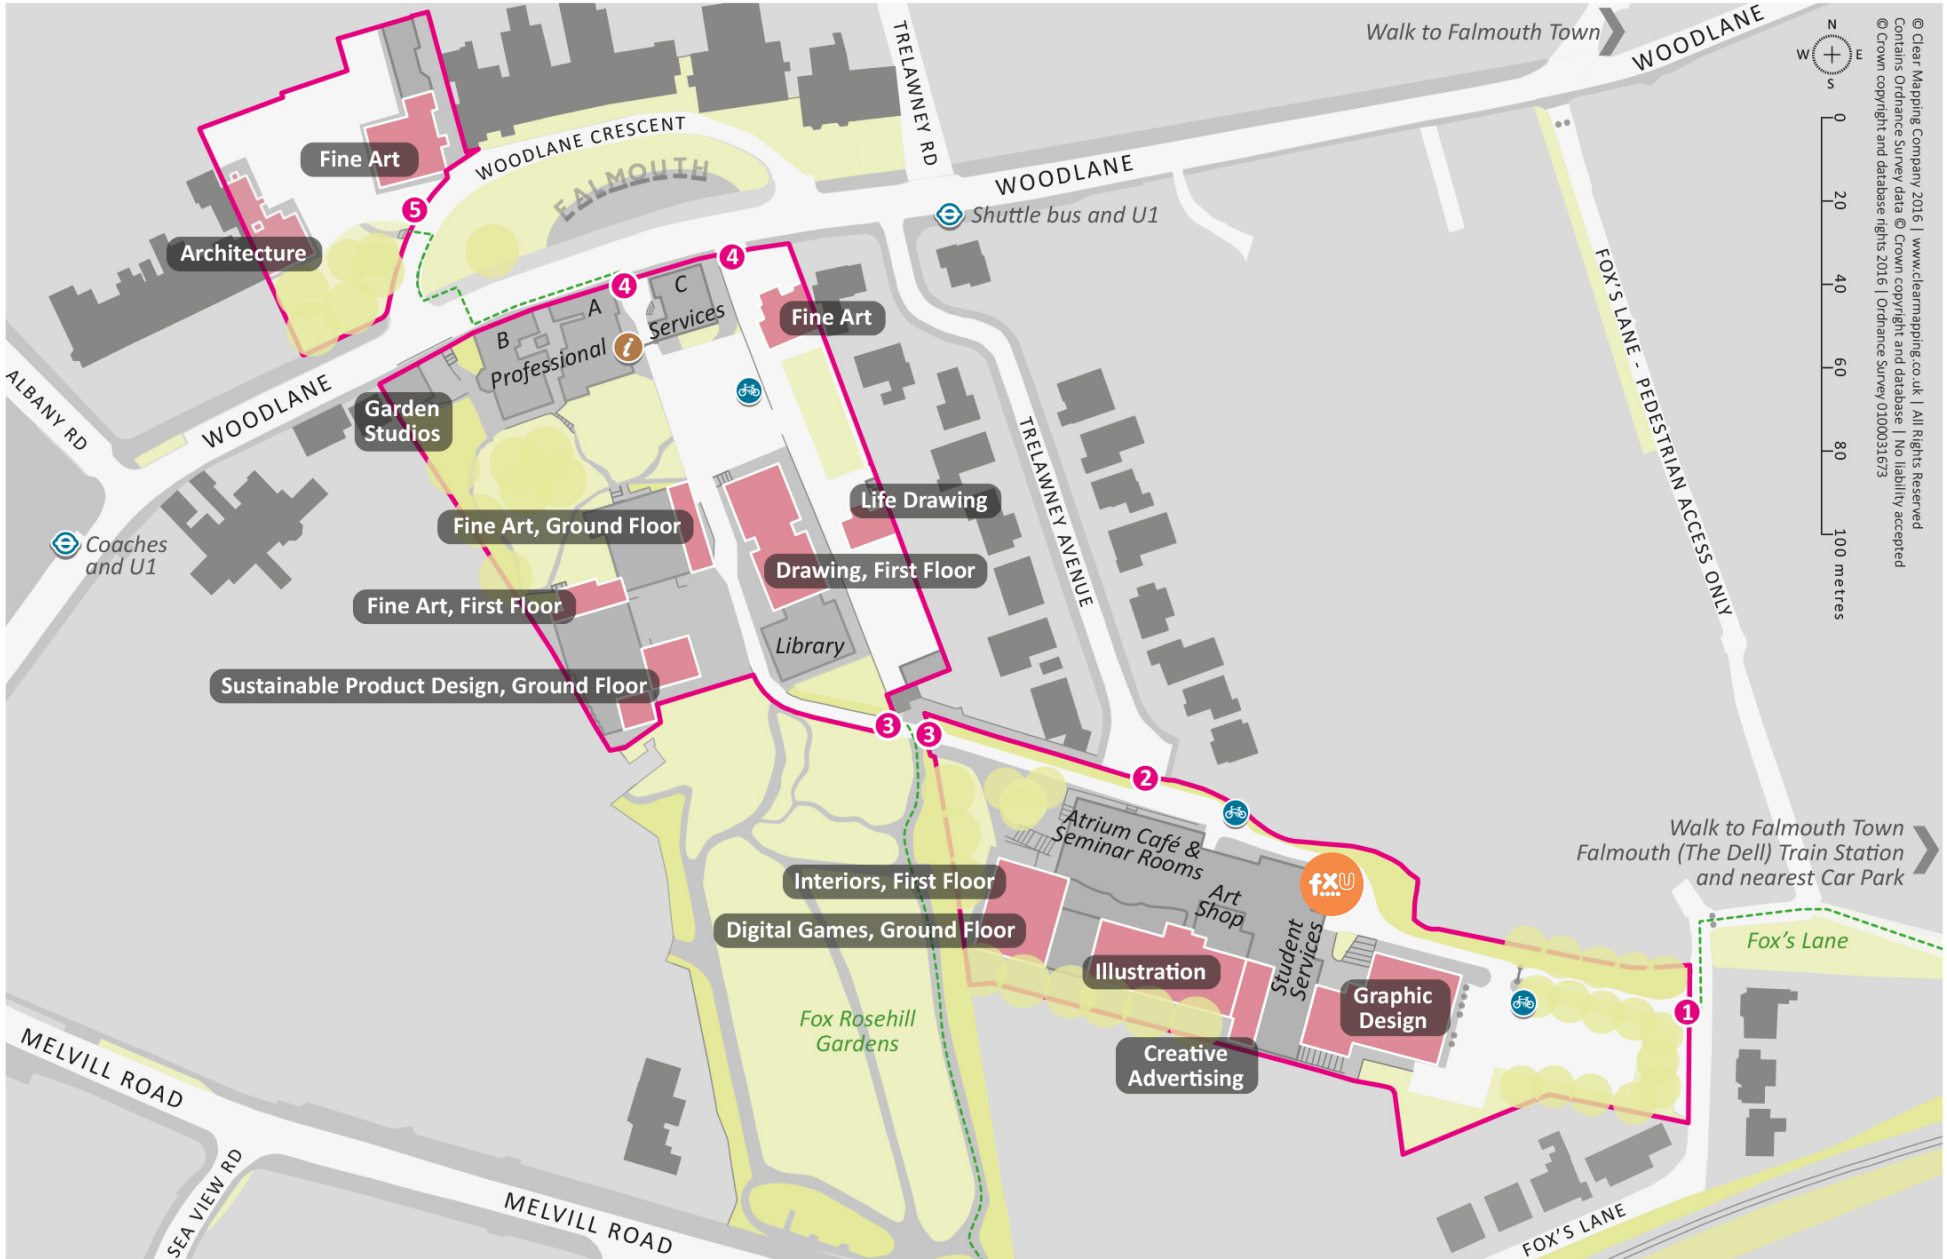 Walk to Falmouth Town
WOODLANE
N
W E
S
© Clear Mapping Company 2016 | www.clearmapping.co.uk | All Rights Reserved
Contains Ordnance Survey data © Crown copyright and database | No liability accepted
© Crown copyright and database rights 2016 | Ordnance Survey 0100031673
0
20
40
60
80
100 metres
TRELAWNEY RD
WOODLANE CRESCENT
FALMOUTH
Fine Art
5
Architecture
WOODLANE
Shuttle bus and U1
FOX'S LANE - PEDESTRIAN ACCESS ONLY
4
4
A
B
C
Professional
Services
i
Fine Art
ALBANY RD
WOODLANE
Garden
Studios
TRELAWNEY AVENUE
Life Drawing
Fine Art, Ground Floor
Coaches
and U1
Drawing, First Floor
Fine Art, First Floor
Library
Sustainable Product Design, Ground Floor
3
3
2
Atrium Café &
Seminar Rooms
Walk to Falmouth Town
Falmouth (The Dell) Train Station
and nearest Car Park
Interiors, First Floor
fxU
Art
Shop
Digital Games, Ground Floor
Student
Services
Fox's Lane
Illustration
Graphic
Design
1
Fox Rosehill
Gardens
Creative
Advertising
MELVILL ROAD
SEA VIEW RD
MELVILL ROAD
FOX'S LANE